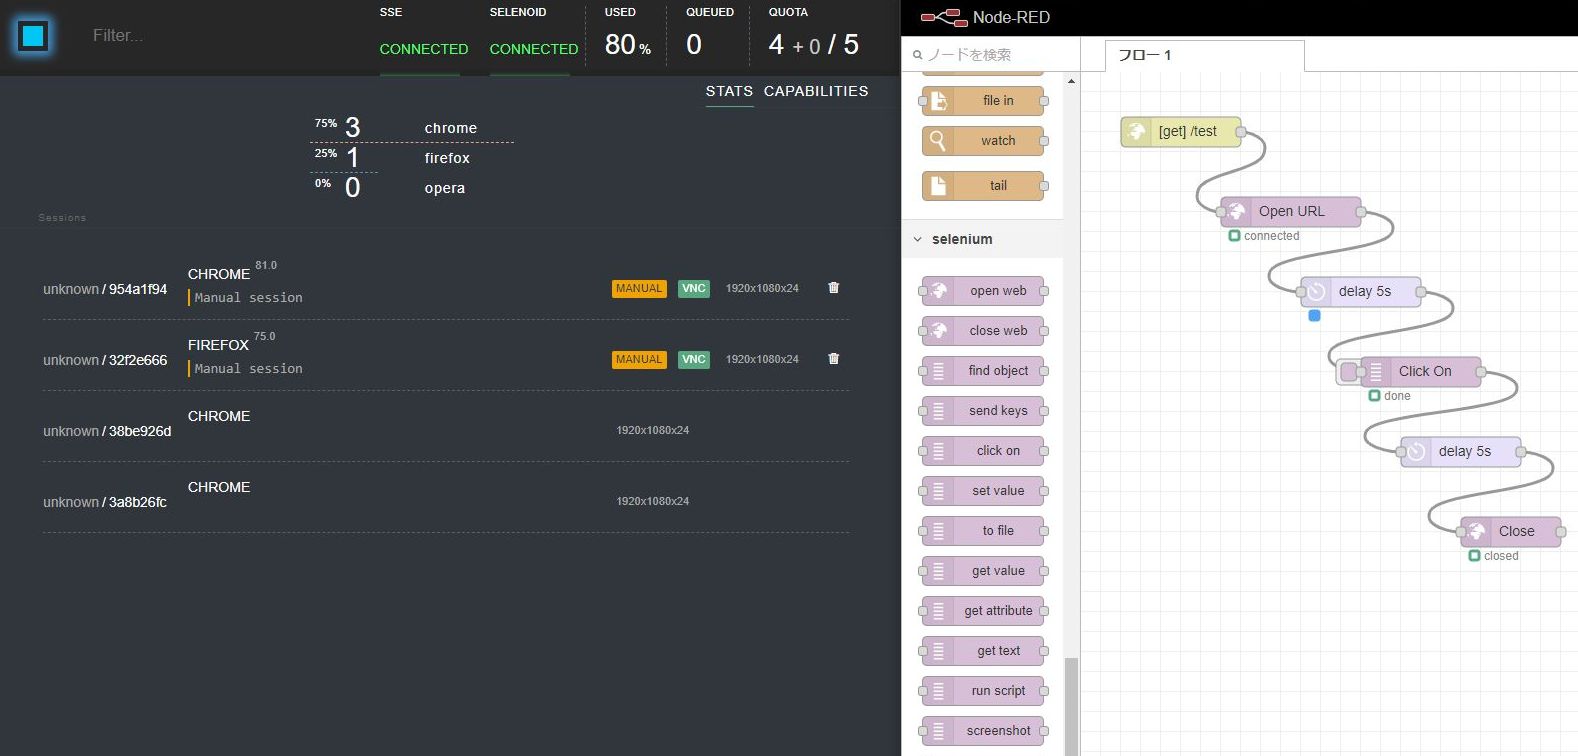 Filter...
SSE
CONNECTED
SELENOID
CONNECTED
USED
80 %
QUEUED
0
QUOTA
4 + 0 / 5
STATS
CAPABILITIES
75% 3 chrome
25% 1 firefox
0% 0 opera
Sessions
unknown / 954a1f94
CHROME 81.0
Manual session
MANUAL VNC 1920x1080x24
unknown / 32f2e666
FIREFOX 75.0
Manual session
MANUAL VNC 1920x1080x24
unknown / 38be926d
CHROME
1920x1080x24
unknown / 3a8b26fc
CHROME
1920x1080x24
Node-RED
ノードを検索
フロー 1
file in
watch
tail
selenium
open web
close web
find object
send keys
click on
set value
to file
get value
get attribute
get text
run script
screenshot
[get] /test
Open URL
connected
delay 5s
Click On
done
delay 5s
Close
closed